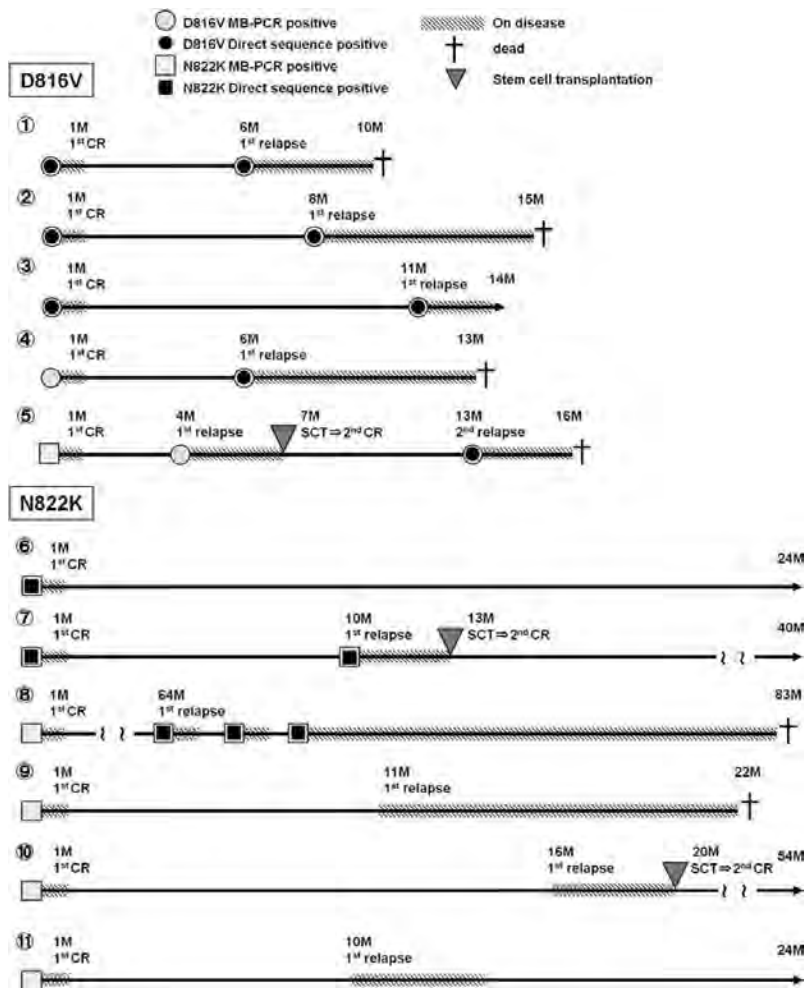 D816V MB-PCR positive On disease
D816V Direct sequence positive dead
N822K MB-PCR positive Stem cell transplantation
N822K Direct sequence positive
D816V
① 1M 6M 10M
1st CR 1st relapse
② 1M 8M 15M
1st CR 1st relapse
③ 1M 11M 14M
1st CR 1st relapse
④ 1M 6M 13M
1st CR 1st relapse
⑤ 1M 4M 7M 13M 16M
1st CR 1st relapse SCT⇒2nd CR 2nd relapse
N822K
⑥ 1M 24M
1st CR
⑦ 1M 10M 13M 40M
1st CR 1st relapse SCT⇒2nd CR
⑧ 1M 64M 83M
1st CR 1st relapse
⑨ 1M 11M 22M
1st CR 1st relapse
⑩ 1M 16M 20M 54M
1st CR 1st relapse SCT⇒2nd CR
⑪ 1M 10M 24M
1st CR 1st relapse